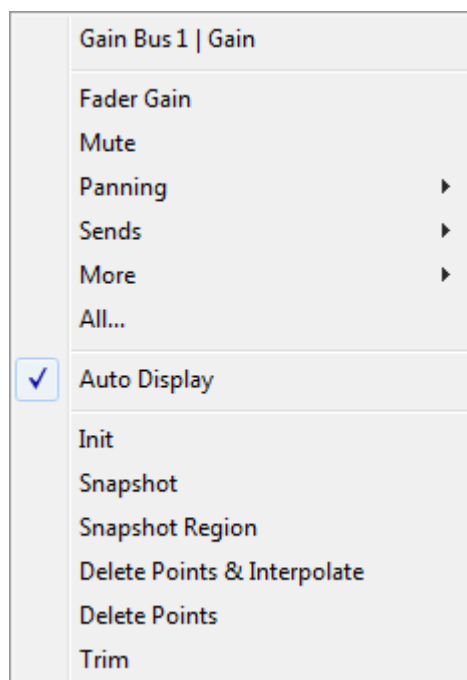 Gain Bus 1 | Gain
Fader Gain
Mute
Panning
Sends
More
All...
Auto Display
Init
Snapshot
Snapshot Region
Delete Points & Interpolate
Delete Points
Trim